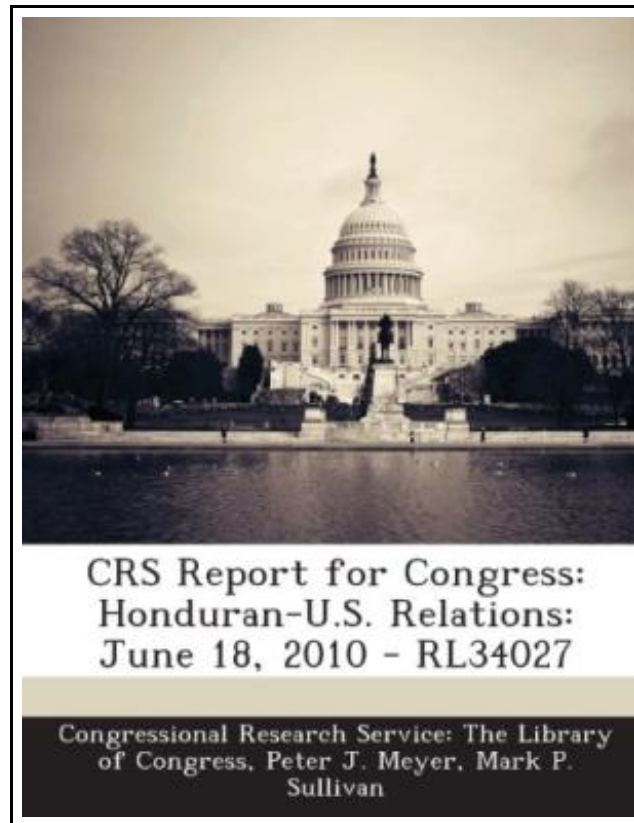 CRS Report for Congress:
Honduran-U.S. Relations:
June 18, 2010 - RL34027
Congressional Research Service: The Library
of Congress, Peter J. Meyer, Mark P.
Sullivan